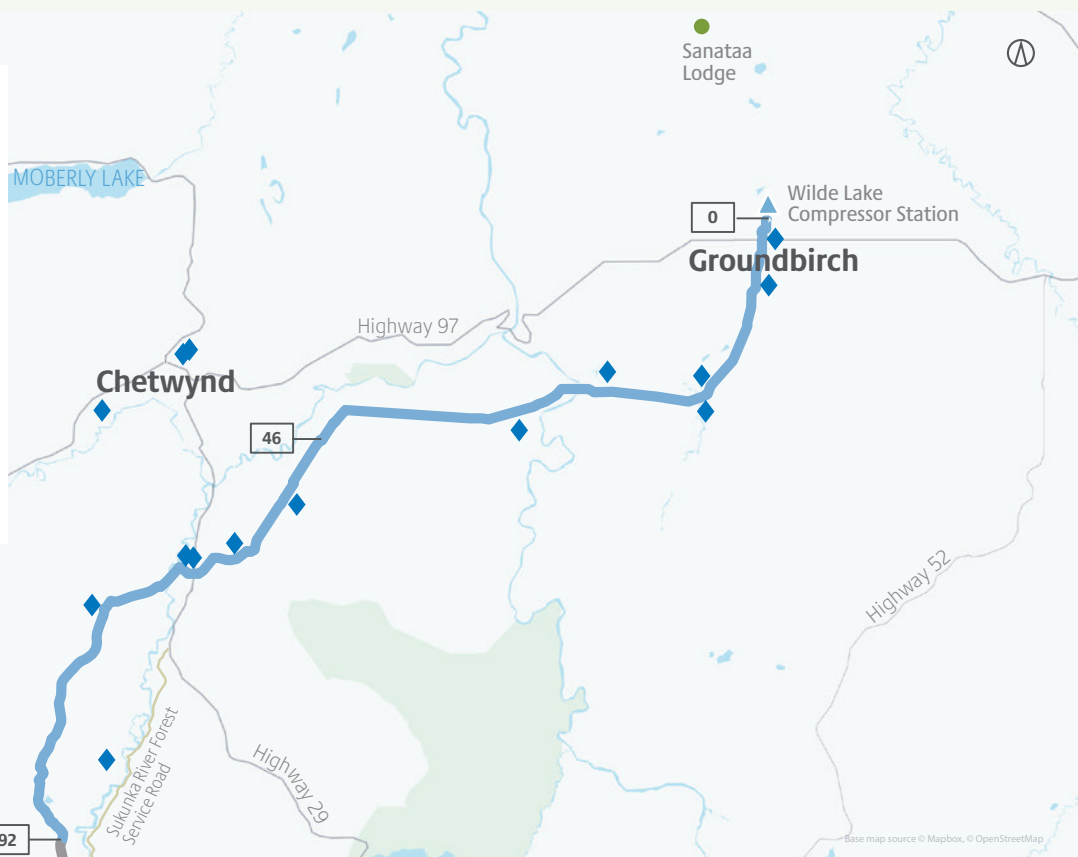 Sanataa
Lodge
MOBERLY LAKE
Wilde Lake
Compressor Station
0
Groundbirch
Highway 97
Chetwynd
46
Highway 52
Sukunka River Forest
Service Road
Highway 29
92
Base map source © Mapbox, © OpenStreetMap